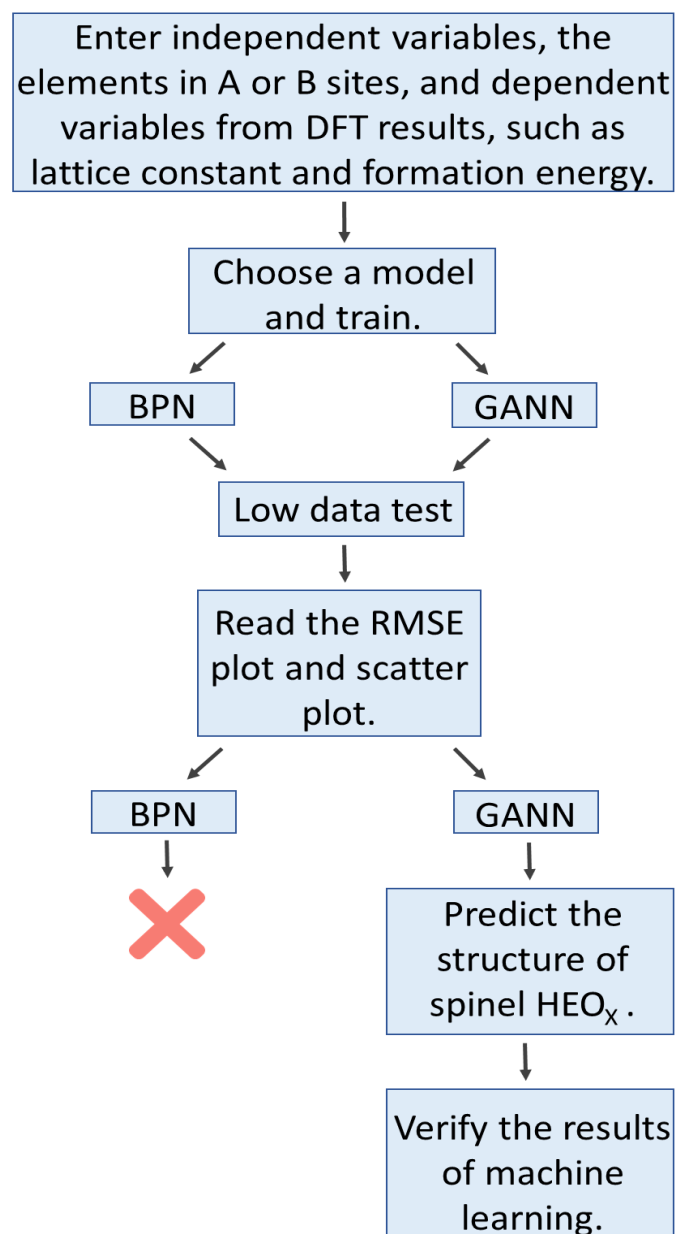 Enter independent variables, the
elements in A or B sites, and dependent
variables from DFT results, such as
lattice constant and formation energy.
Choose a model
and train.
BPN
GANN
Low data test
Read the RMSE
plot and scatter
plot.
BPN
GANN
Predict the
structure of
spinel HEOX .
Verify the results
of machine
learning.